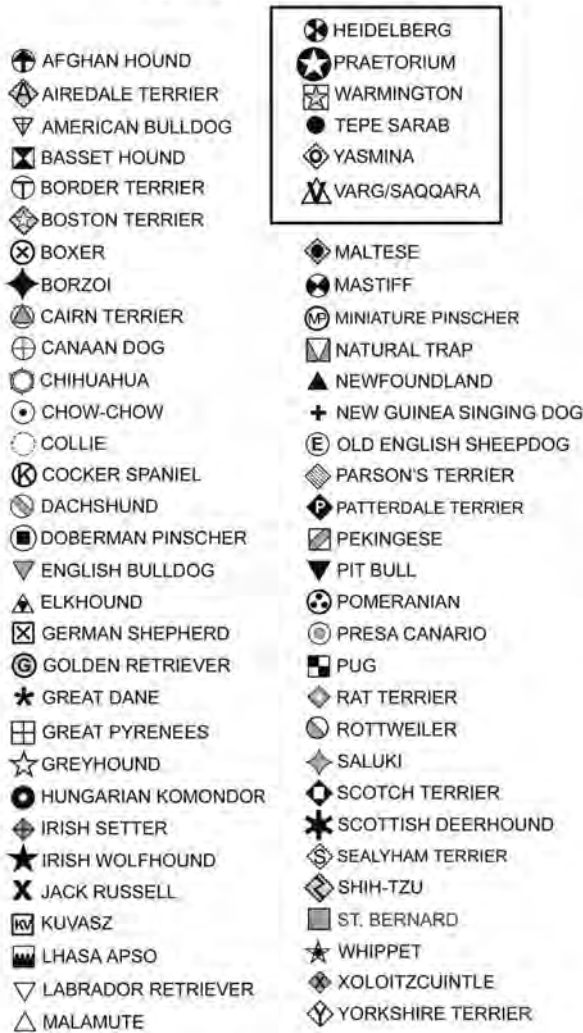 AFGHAN HOUND
AIREDALE TERRIER
AMERICAN BULLDOG
BASSET HOUND
BORDER TERRIER
BOSTON TERRIER
BOXER
BORZOI
CAIRN TERRIER
CANAAN DOG
CHIHUAHUA
CHOW-CHOW
COLLIE
COCKER SPANIEL
DACHSHUND
DOBERMAN PINSCHER
ENGLISH BULLDOG
ELKHOUND
GERMAN SHEPHERD
G GOLDEN RETRIEVER
GREAT DANE
GREAT PYRENEES
GREYHOUND
HUNGARIAN KOMONDOR
IRISH SETTER
IRISH WOLFHOUND
X JACK RUSSELL
KV KUVASZ
LHASA APSO
LABRADOR RETRIEVER
MALAMUTE
HEIDELBERG
PRAETORIUM
WARMINGTON
TEPE SARAB
YASMINA
VARG/SAQQARA
MALTESE
MASTIFF
MP MINIATURE PINSCHER
NATURAL TRAP
NEWFOUNDLAND
NEW GUINEA SINGING DOG
E OLD ENGLISH SHEEPDOG
PARSON'S TERRIER
P PATTERDALE TERRIER
PEKINGESE
PIT BULL
POMERANIAN
PRESA CANARIO
PUG
RAT TERRIER
ROTTWEILER
SALUKI
SCOTCH TERRIER
SCOTTISH DEERHOUND
S SEALYHAM TERRIER
SHIH-TZU
ST. BERNARD
WHIPPET
XOLOITZCUINTLE
Y YORKSHIRE TERRIER